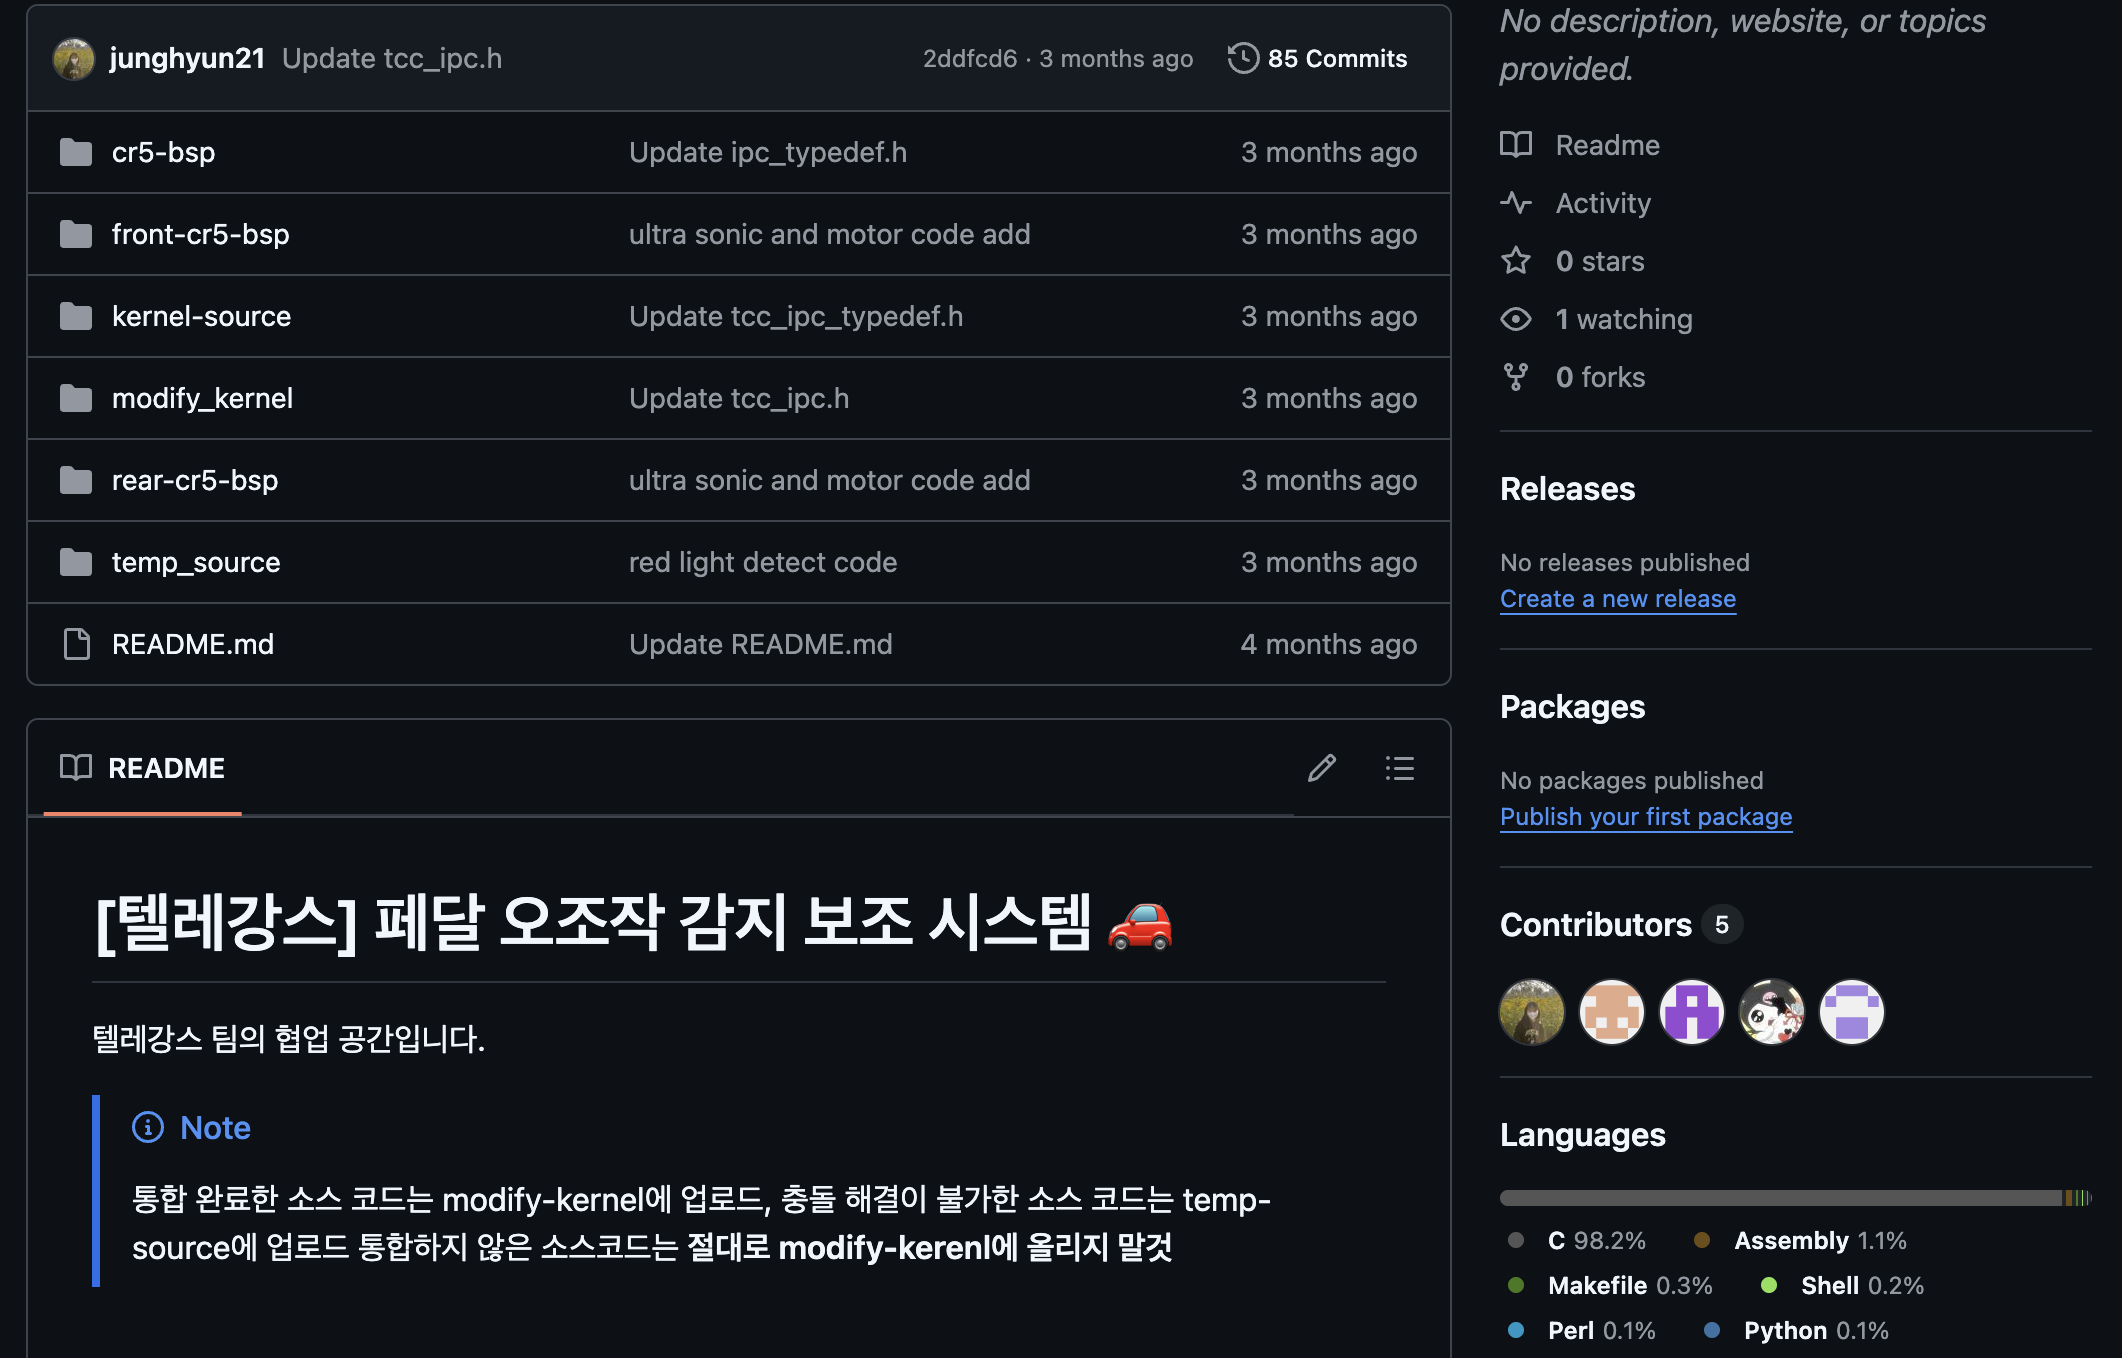 junghyun21 Update tcc_ipc.h 2ddfcd6 · 3 months ago 85 Commits
cr5-bsp Update ipc_typedef.h 3 months ago
front-cr5-bsp ultra sonic and motor code add 3 months ago
kernel-source Update tcc_ipc_typedef.h 3 months ago
modify_kernel Update tcc_ipc.h 3 months ago
rear-cr5-bsp ultra sonic and motor code add 3 months ago
temp_source red light detect code 3 months ago
README.md Update README.md 4 months ago
README
[텔레강스] 페달 오조작 감지 보조 시스템
텔레강스 팀의 협업 공간입니다.
Note
통합 완료한 소스 코드는 modify-kernel에 업로드, 충돌 해결이 불가한 소스 코드는 temp-
source에 업로드 통합하지 않은 소스코드는 절대로 modify-kerenl에 올리지 말것
No description, website, or topics
provided.
Readme
Activity
0 stars
1 watching
0 forks
Releases
No releases published
Create a new release
Packages
No packages published
Publish your first package
Contributors 5
Languages
C 98.2% Assembly 1.1%
Makefile 0.3% Shell 0.2%
Perl 0.1% Python 0.1%